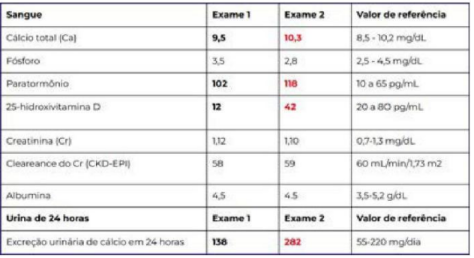 Sangue Exame 1 Exame 2 Valor de referência
Cálcio total (Ca) 9,5 10,3 8,5 - 10,2 mg/dL
Fósforo 3,5 2,8 2,5 - 4,5 mg/dL
Paratormônio 102 118 10 a 65 pg/mL
25-hidroxivitamina D 12 42 20 a 80 pg/mL
Creatinina (Cr) 1,12 1,10 0,7-1,3 mg/dL
Cleareance do Cr (CKD-EPI) 58 59 60 mL/min/1,73 m2
Albumina 4,5 4.5 3,5-5,2 g/dL
Urina de 24 horas Exame 1 Exame 2 Valor de referência
Excreção urinária de cálcio em 24 horas 138 282 55-220 mg/dia